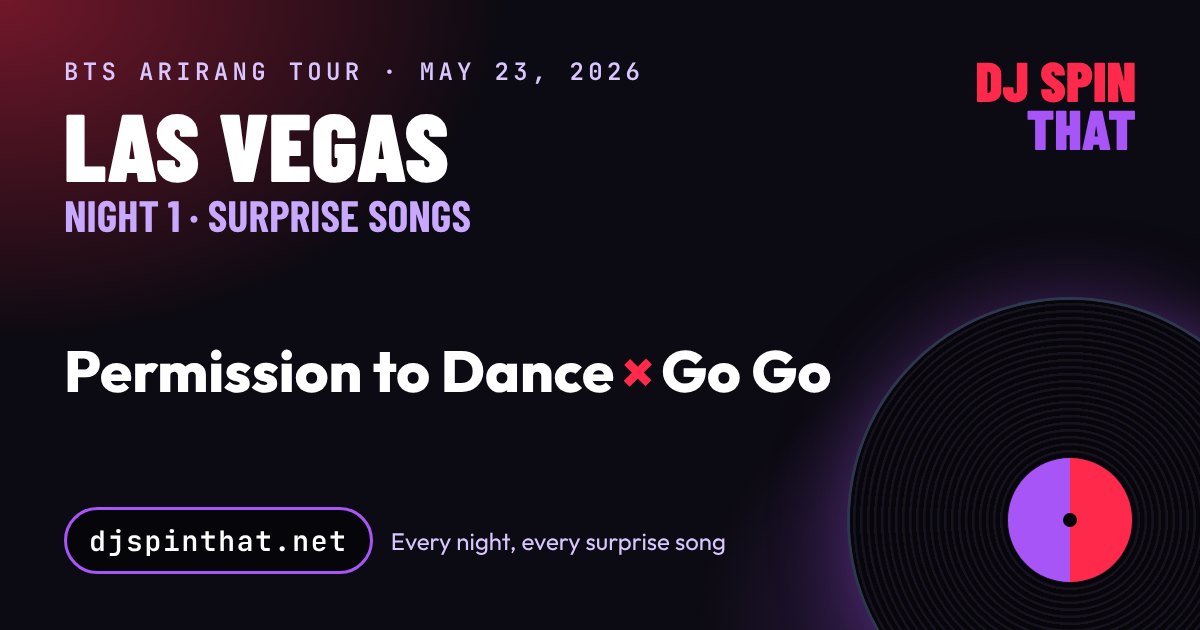 BTS ARIRANG TOUR · MAY 23, 2026
LAS VEGAS
NIGHT 1 · SURPRISE SONGS
DJ SPIN
THAT
Permission to Dance × Go Go
djspinthat.net
Every night, every surprise song